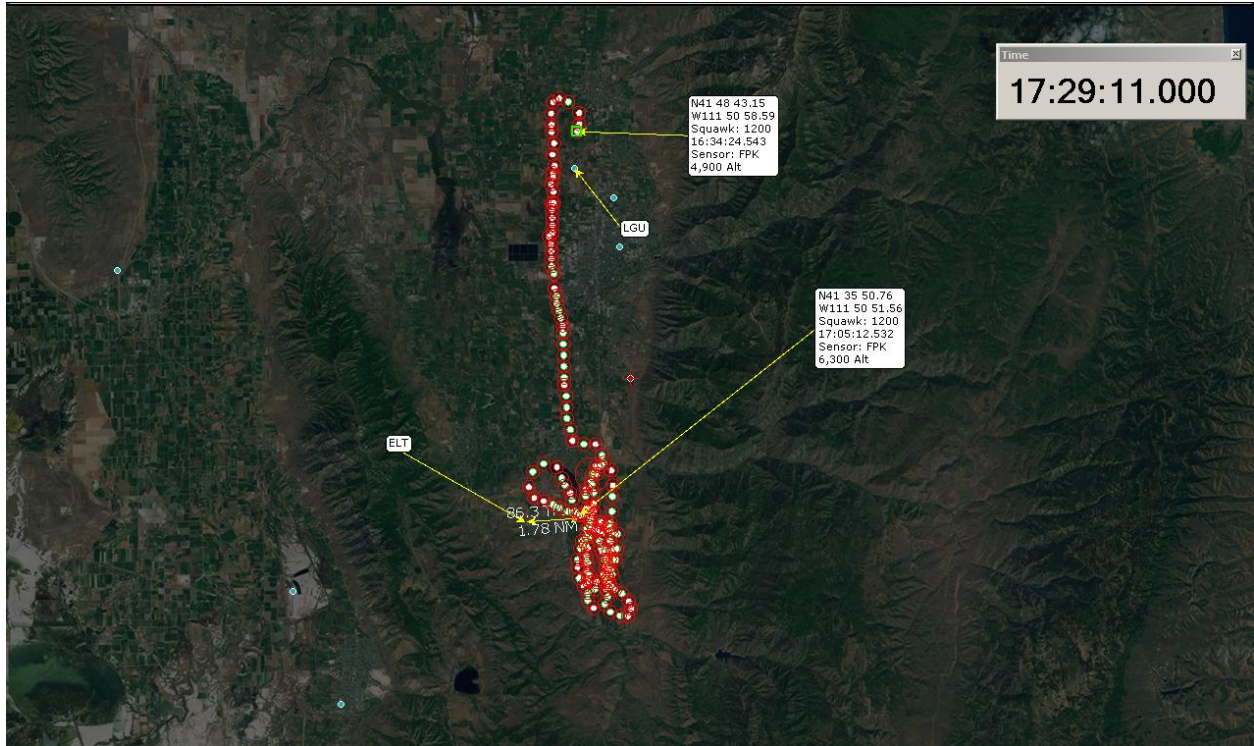 Time
17:29:11.000
N41 48 43.15
W111 50 58.59
Squawk: 1200
16:34:24.543
Sensor: FPK
4,900 Alt
LGU
N41 35 50.76
W111 50 51.56
Squawk: 1200
17:05:12.532
Sensor: FPK
6,300 Alt
ELT
86.3
1.78 NM